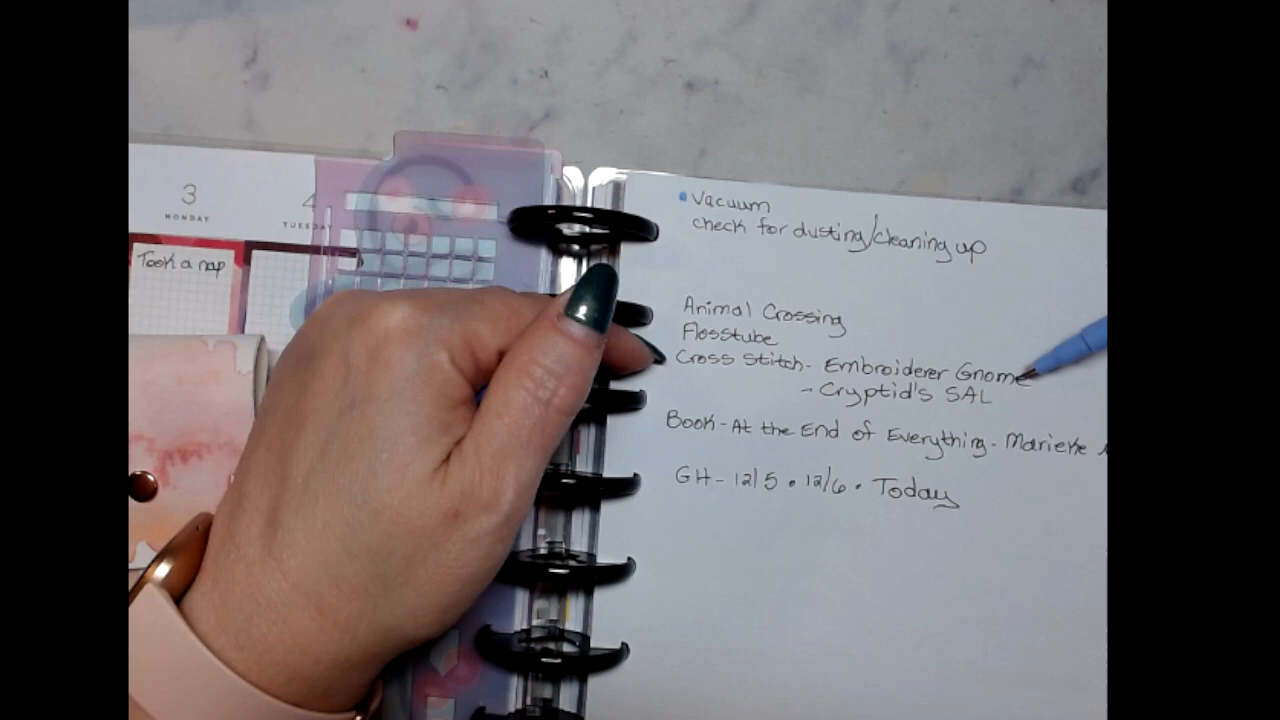 3
MONDAY
4
TUESDAY
Took a nap
Vacuum
check for dusting/cleaning up
Animal Crossing
Flosstube
Cross Stitch - Embroiderer Gnome
- Cryptid's SAL
Book - At the End of Everything - Marieke
GH - 12/5 • 12/6 • Today